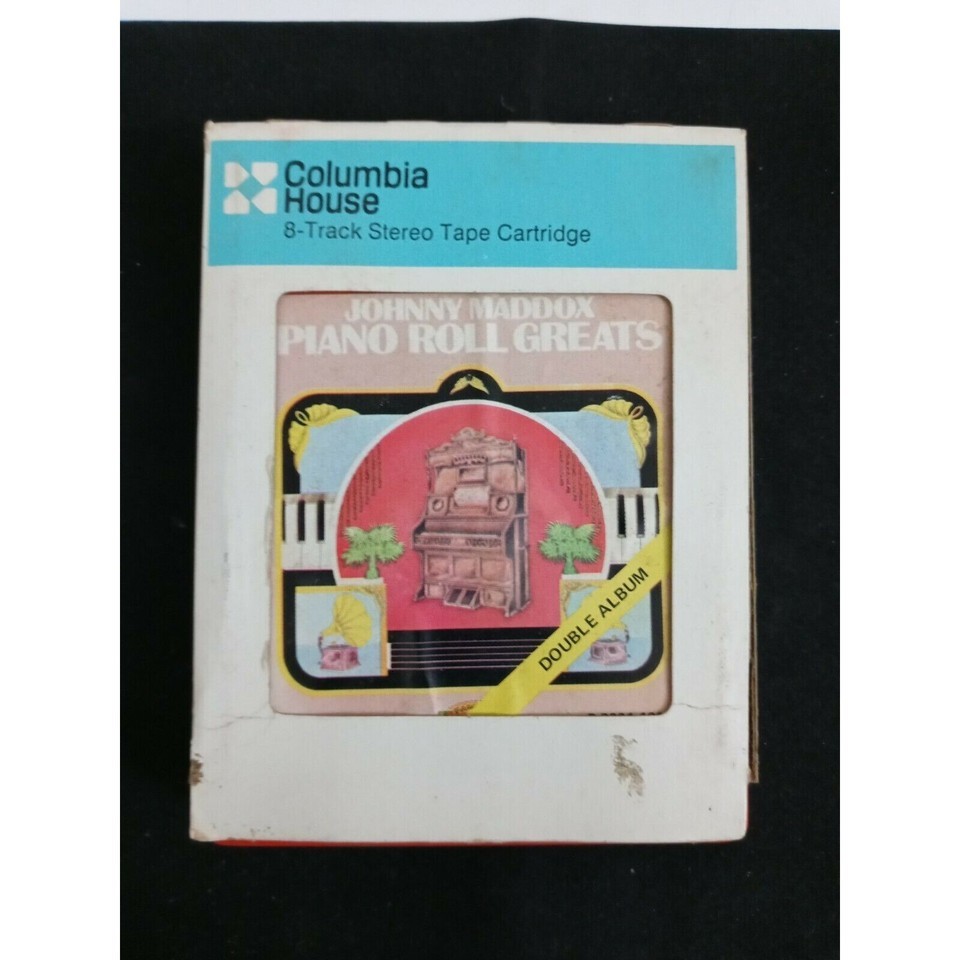 Columbia
House
8-Track Stereo Tape Cartridge
JOHNNY MADDOX
PIANO ROLL GREATS
DOUBLE ALBUM